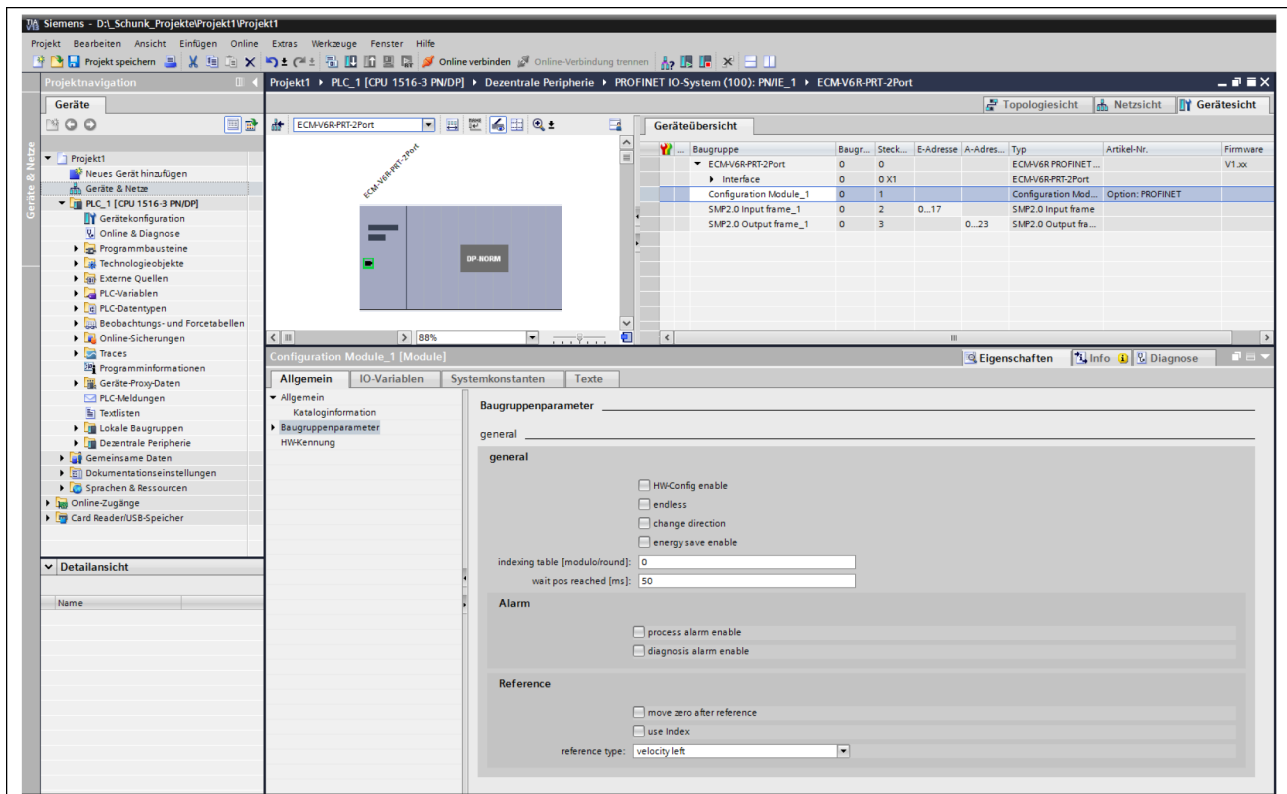 Siemens - D:\_Schunk_Projekte\Projekt1\Projekt1
Projekt Bearbeiten Ansicht Einfügen Online Extras Werkzeuge Fenster Hilfe
Projekt speichern Online verbinden Online-Verbindung trennen
Projektnavigation
Projekt1 PLC_1 [CPU 1516-3 PN/DP] Dezentrale Peripherie PROFINET IO-System (100): PN/IE_1 ECM-V6R-PRT-2Port
Geräte
Topologiesicht Netzsicht Gerätesicht
Geräte & Netze
Projekt1
Neues Gerät hinzufügen
Geräte & Netze
PLC_1 [CPU 1516-3 PN/DP]
Gerätekonfiguration
Online & Diagnose
Programmbausteine
Technologieobjekte
Externe Quellen
PLC-Variablen
PLC-Datentypen
Beobachtungs- und Forcetabellen
Online-Sicherungen
Traces
Programminformationen
Geräte-Proxy-Daten
PLC-Meldungen
Textlisten
Lokale Baugruppen
Dezentrale Peripherie
Gemeinsame Daten
Dokumentationseinstellungen
Sprachen & Ressourcen
Online-Zugänge
Card Reader/USB-Speicher
Detailansicht
Name
ECM-V6R-PRT-2Port
ECM-V6R-PRT-2Port
DP-NORM
88%
Geräteübersicht
... Baugruppe Baugr... Steck... E-Adresse A-Adres... Typ Artikel-Nr. Firmware
ECM-V6R-PRT-2Port 0 0 ECM-V6R PROFINET ... V1.xx
Interface 0 0 X1 ECM-V6R-PRT-2Port
Configuration Module_1 0 1 Configuration Mod... Option: PROFINET
SMP2.0 Input frame_1 0 2 0...17 SMP2.0 Input frame
SMP2.0 Output frame_1 0 3 0...23 SMP2.0 Output fra...
Configuration Module_1 [Module]
Eigenschaften Info Diagnose
Allgemein IO-Variablen Systemkonstanten Texte
Allgemein
Kataloginformation
Baugruppenparameter
HW-Kennung
Baugruppenparameter
general
general
HW-Config enable
endless
change direction
energy save enable
indexing table [modulo/round]: 0
wait pos reached [ms]: 50
Alarm
process alarm enable
diagnosis alarm enable
Reference
move zero after reference
use Index
reference type: velocity left